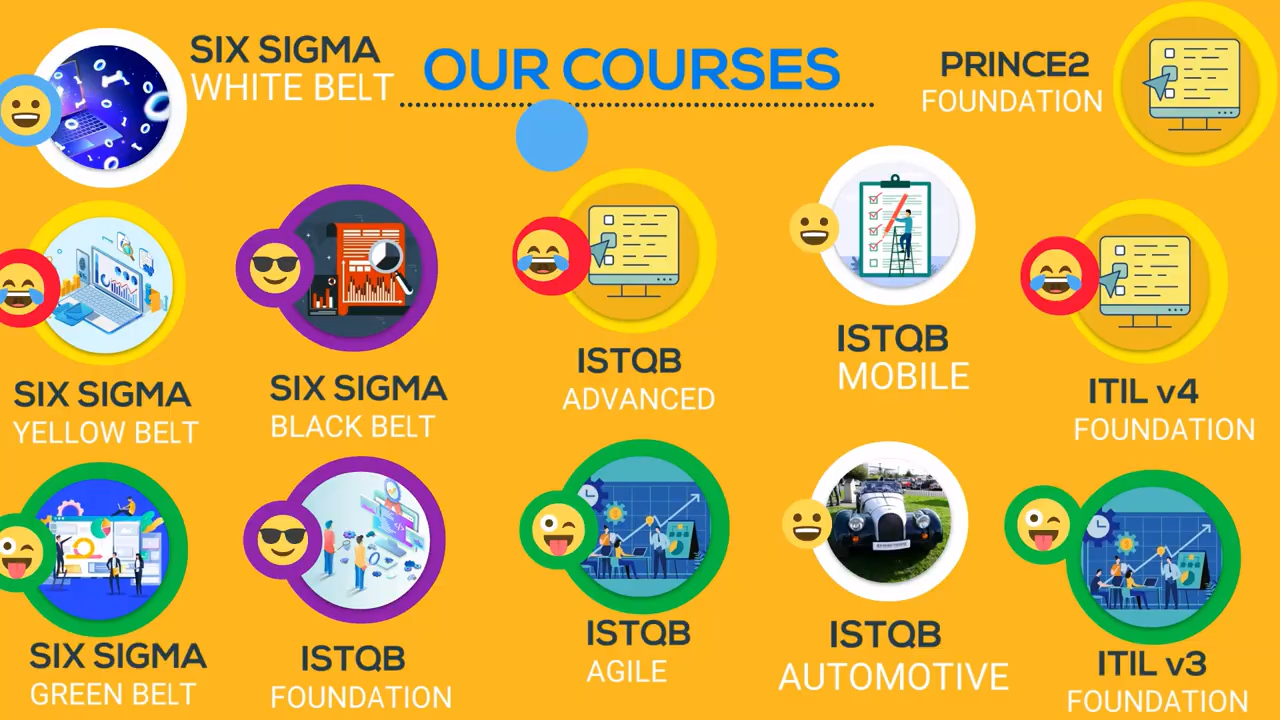 OUR COURSES
SIX SIGMA
WHITE BELT
PRINCE2
FOUNDATION
SIX SIGMA
YELLOW BELT
SIX SIGMA
BLACK BELT
ISTQB
ADVANCED
ISTQB
MOBILE
ITIL v4
FOUNDATION
SIX SIGMA
GREEN BELT
ISTQB
FOUNDATION
ISTQB
AGILE
ISTQB
AUTOMOTIVE
ITIL v3
FOUNDATION